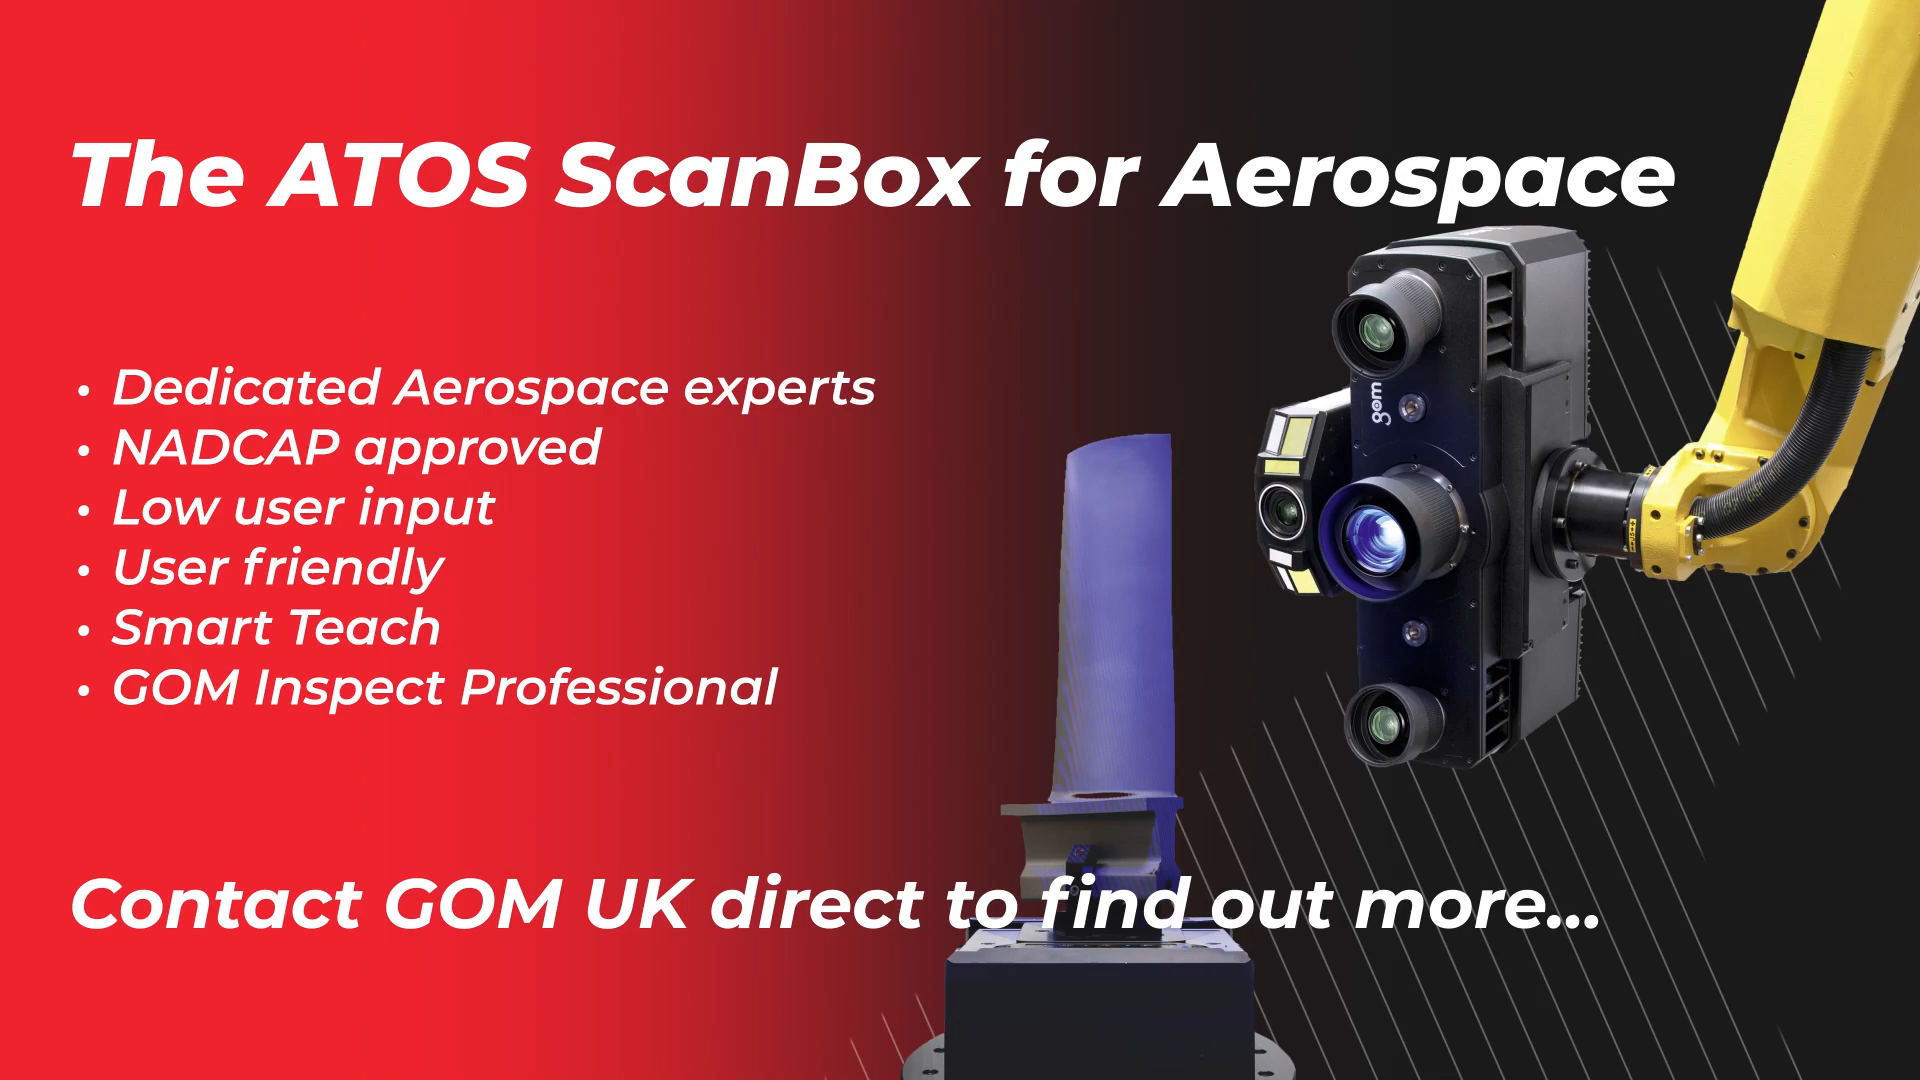 The ATOS ScanBox for Aerospace
• Dedicated Aerospace experts
• NADCAP approved
• Low user input
• User friendly
• Smart Teach
• GOM Inspect Professional
gom
Contact GOM UK direct to find out more...